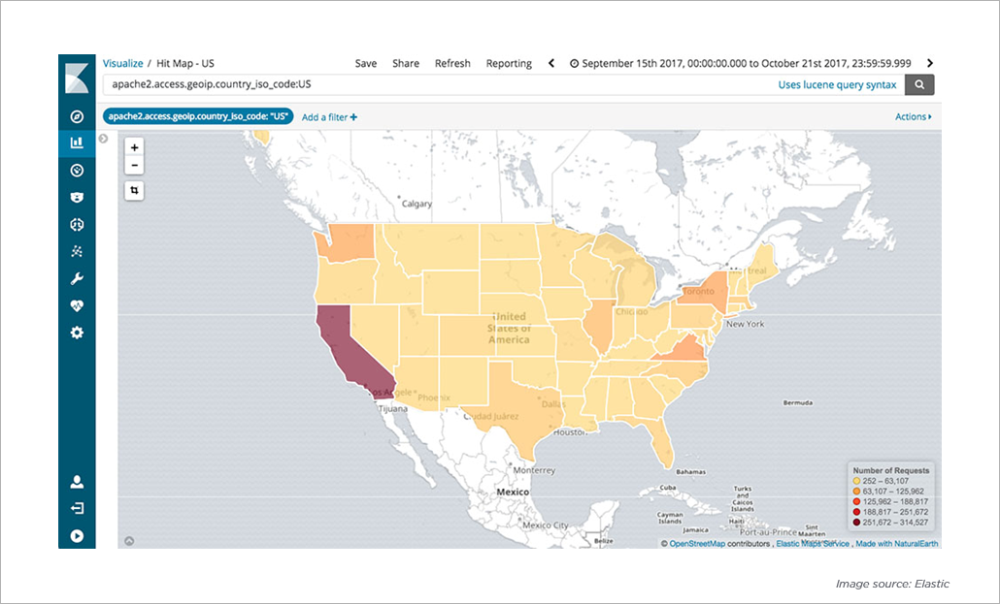 Visualize / Hit Map - US Save Share Refresh Reporting September 15th 2017, 00:00:00.000 to October 21st 2017, 23:59:59.999
apache2.access.geoip.country_iso_code:US Uses lucene query syntax
apache2.access.geoip.country_iso_code: "US" Add a filter + Actions
+
−
Calgary
Montreal
Toronto
Chicago
United
States of
America
New York
Los Angeles
Phoenix
Dallas
Tijuana
Ciudad Juárez
Houston
Bermuda
Monterrey
Bahamas
Mexico
Cuba
Turks
and
Caicos
Islands
Cayman
Islands
Haiti
Mexico City
Jamaica
Port-au-Prince
Sint
Maarten
Belize
Number of Requests
252 – 63,107
63,107 – 125,962
125,962 – 188,817
188,817 – 251,672
251,672 – 314,527
© OpenStreetMap contributors , Elastic Maps Service , Made with NaturalEarth
Image source: Elastic